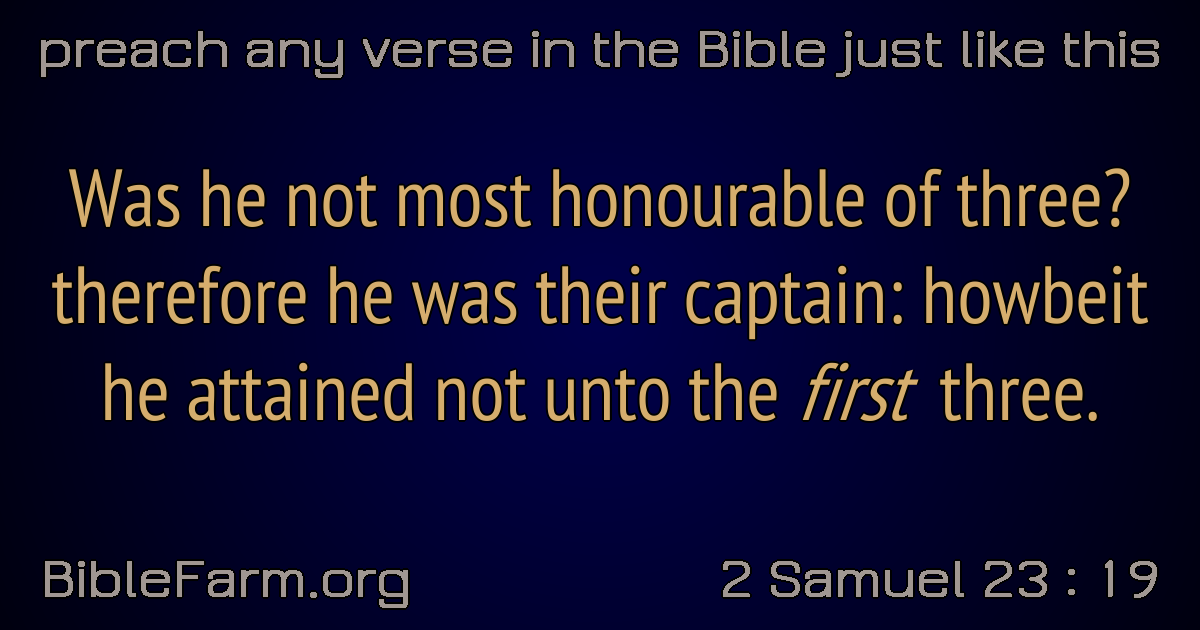 preach any verse in the Bible just like this
Was he not most honourable of three?
therefore he was their captain: howbeit
he attained not unto the first three.
BibleFarm.org
2 Samuel 23 : 19